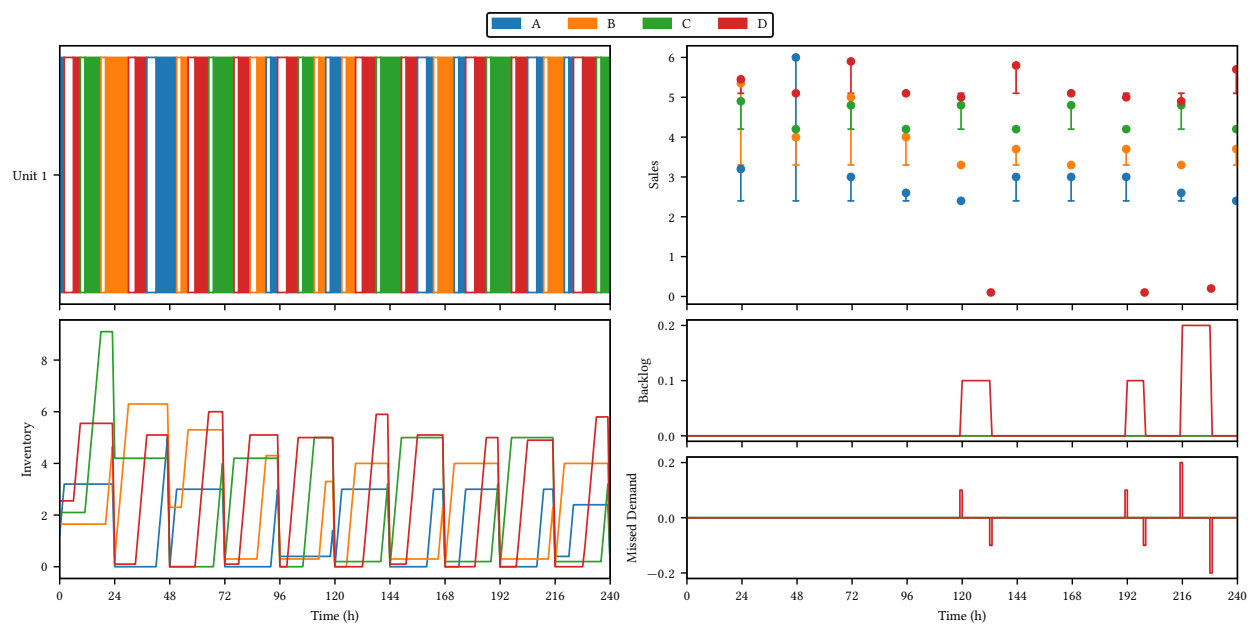 A B C D
Unit 1
Sales
6
5
4
3
2
1
0
Inventory
8
6
4
2
0
0 24 48 72 96 120 144 168 192 216 240
Time (h)
Backlog
0.2
0.1
0.0
Missed Demand
0.2
0.0
−0.2
0 24 48 72 96 120 144 168 192 216 240
Time (h)